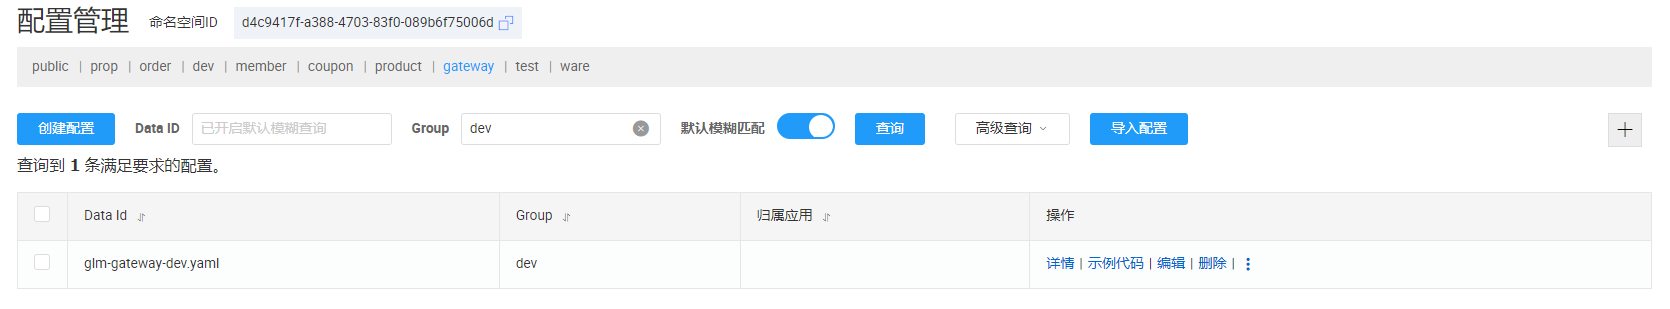 配置管理 命名空间ID d4c9417f-a388-4703-83f0-089b6f75006d
public | prop | order | dev | member | coupon | product | gateway | test | ware
创建配置 Data ID 已开启默认模糊查询 Group dev 默认模糊匹配 查询 高级查询 导入配置
查询到 1 条满足要求的配置。
Data Id Group 归属应用 操作
glm-gateway-dev.yaml dev 详情 | 示例代码 | 编辑 | 删除 |